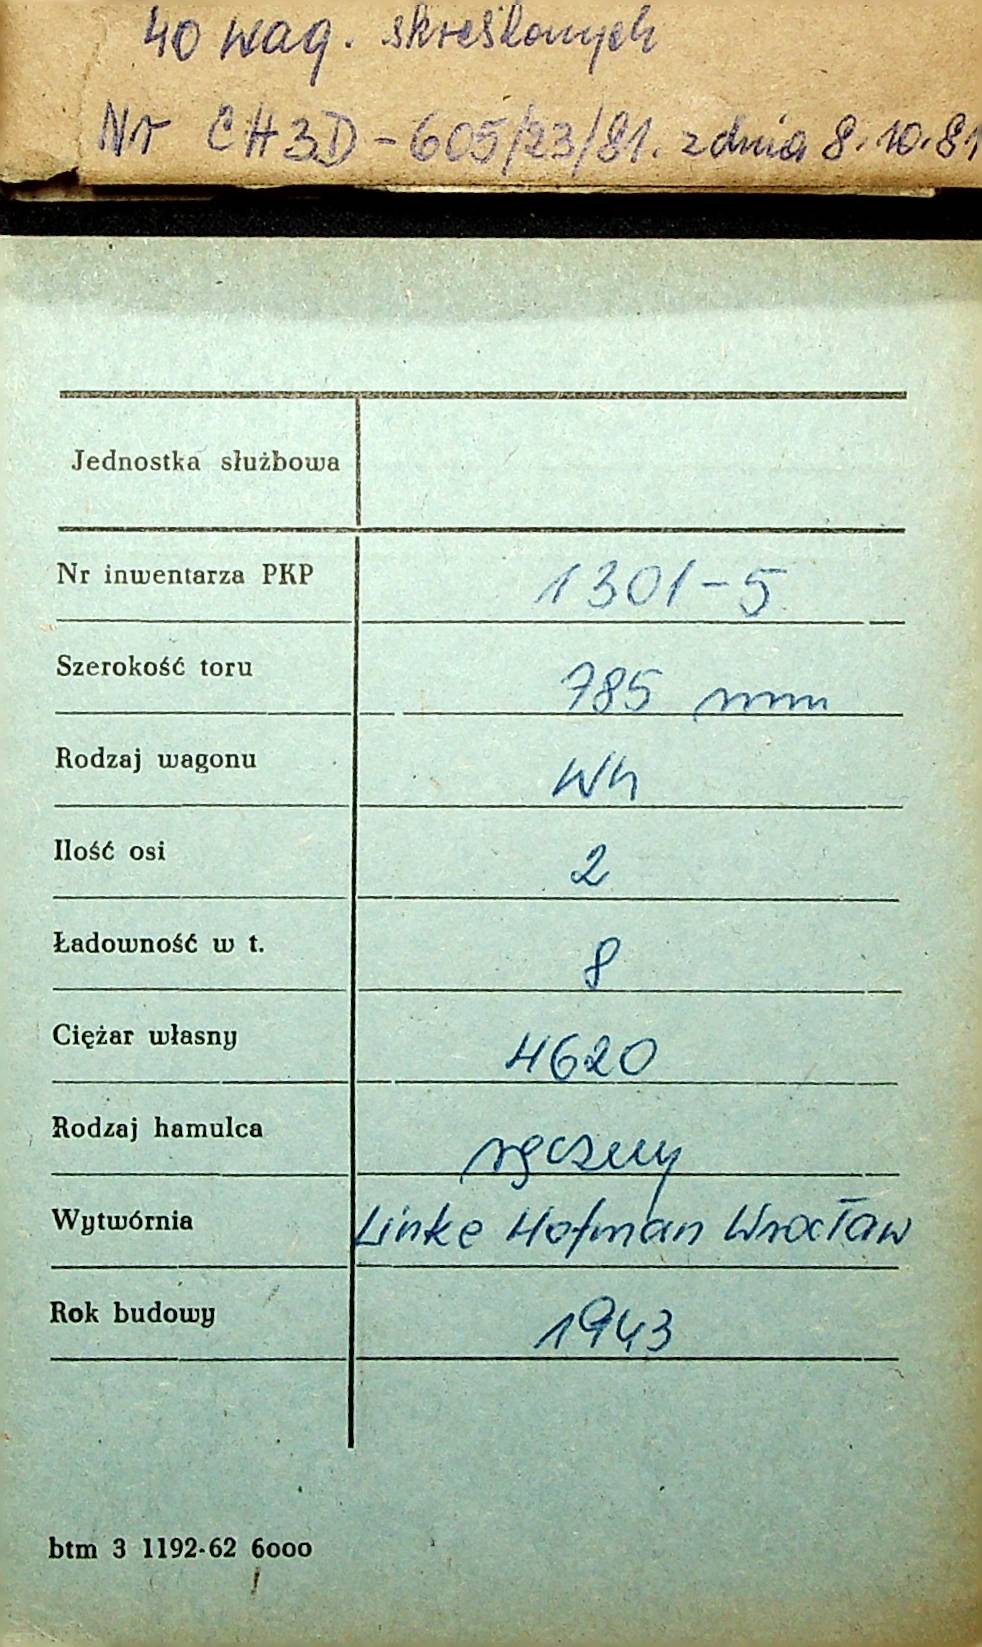 40 wag. skreślonych
Nr CH3D-605/23/81. z dnia 8.10.81
Jednostka służbowa
Nr inwentarza PKP 1301-5
Szerokość toru 785 mm
Rodzaj wagonu Wh
Ilość osi 2
Ładowność w t. 8
Ciężar własny 4620
Rodzaj hamulca ręczny
Wytwórnia Linke Hofman Wrocław
Rok budowy 1943
btm 3 1192-62 6000